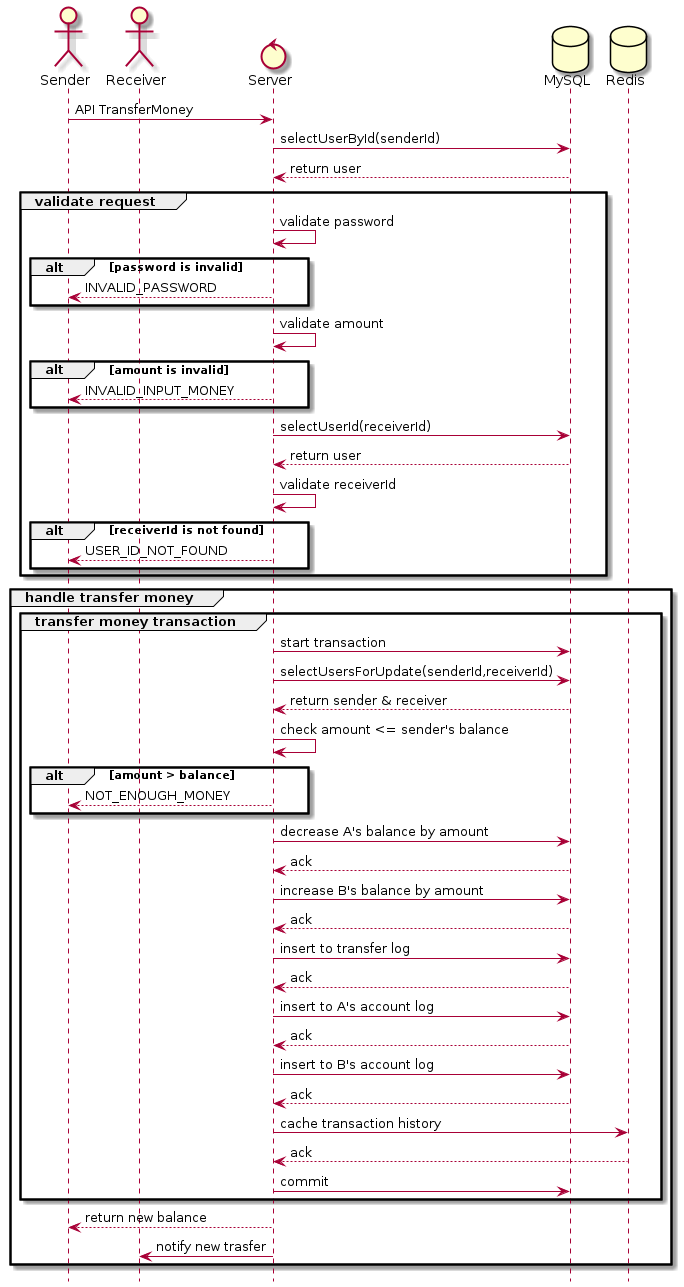 Sender Receiver Server MySQL Redis
API TransferMoney
selectUserById(senderId)
return user
validate request
validate password
alt [password is invalid]
INVALID_PASSWORD
validate amount
alt [amount is invalid]
INVALID_INPUT_MONEY
selectUserId(receiverId)
return user
validate receiverId
alt [receiverId is not found]
USER_ID_NOT_FOUND
handle transfer money
transfer money transaction
start transaction
selectUsersForUpdate(senderId,receiverId)
return sender & receiver
check amount <= sender's balance
alt [amount > balance]
NOT_ENOUGH_MONEY
decrease A's balance by amount
ack
increase B's balance by amount
ack
insert to transfer log
ack
insert to A's account log
ack
insert to B's account log
ack
cache transaction history
ack
commit
return new balance
notify new trasfer